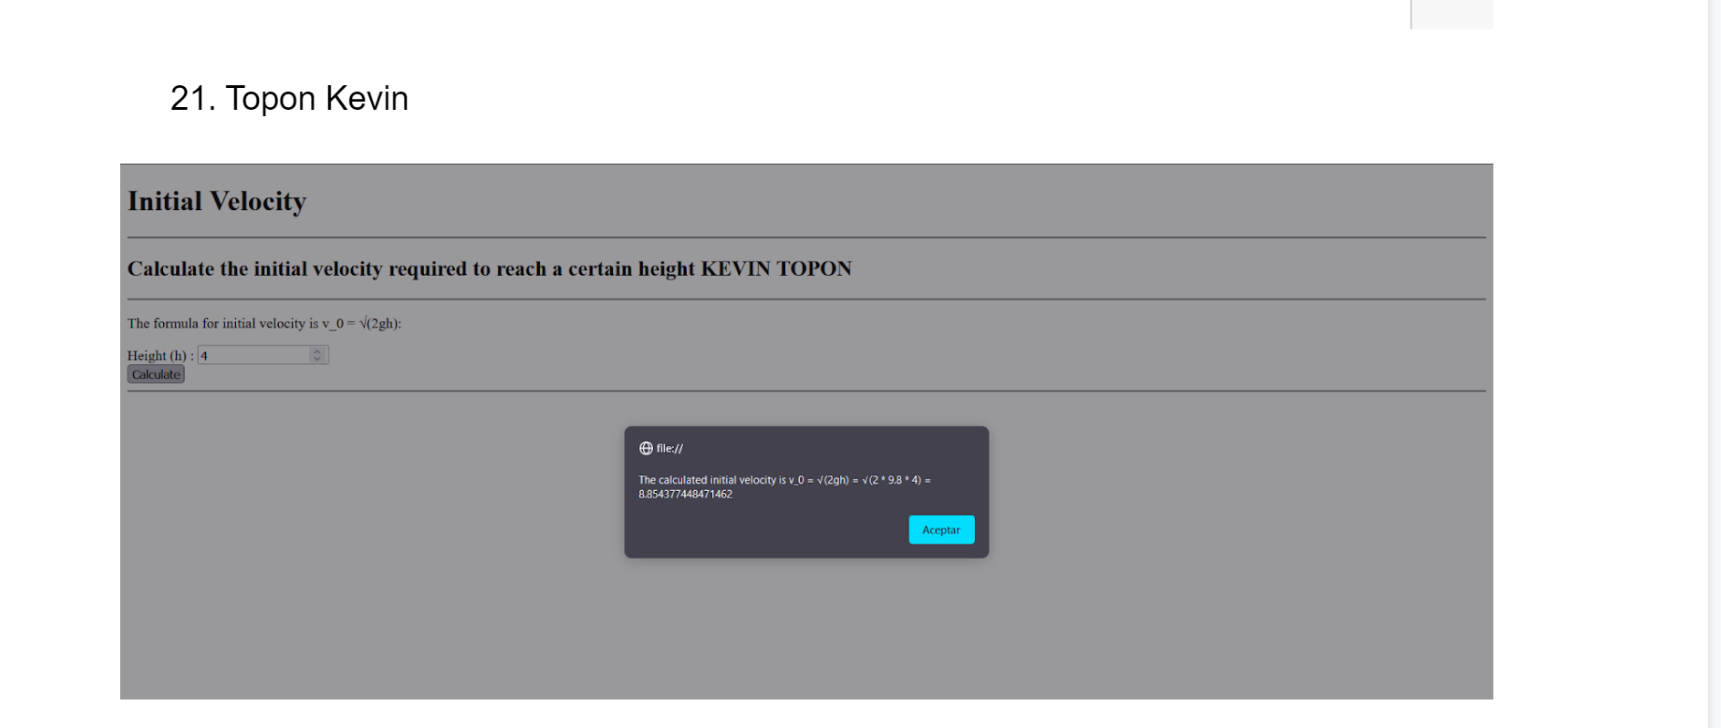 21. Topon Kevin
Initial Velocity
Calculate the initial velocity required to reach a certain height KEVIN TOPON
The formula for initial velocity is v_0 = √(2gh):
Height (h) : 4
Calculate
file://
The calculated initial velocity is v_0 = √(2gh) = √(2 * 9.8 * 4) =
8.854377448471462
Aceptar